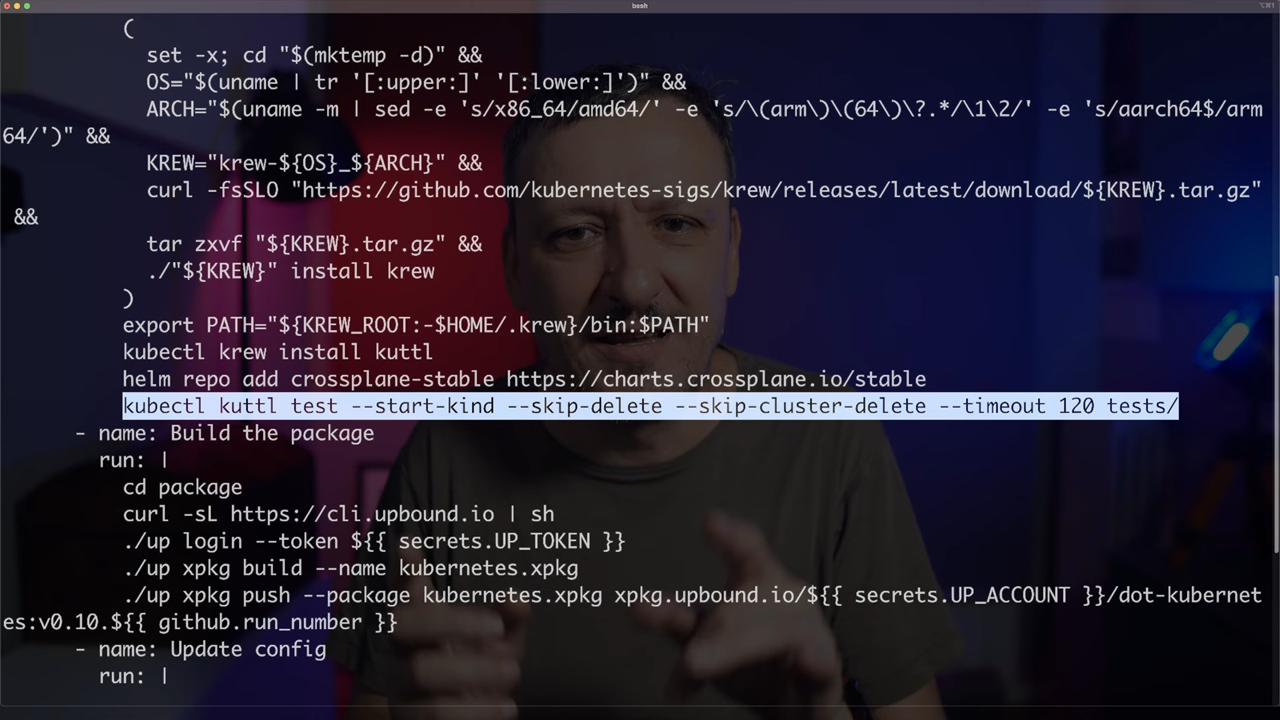 bash
⌥⌘1
(
set -x; cd "$(mktemp -d)" &&
OS="$(uname | tr '[:upper:]' '[:lower:]')" &&
ARCH="$(uname -m | sed -e 's/x86_64/amd64/' -e 's/\(arm\)\(64\)\?.*/\1\2/' -e 's/aarch64$/arm
64/')" &&
KREW="krew-${OS}_${ARCH}" &&
curl -fsSLO "https://github.com/kubernetes-sigs/krew/releases/latest/download/${KREW}.tar.gz"
&&
tar zxvf "${KREW}.tar.gz" &&
./"${KREW}" install krew
)
export PATH="${KREW_ROOT:-$HOME/.krew}/bin:$PATH"
kubectl krew install kuttl
helm repo add crossplane-stable https://charts.crossplane.io/stable
kubectl kuttl test --start-kind --skip-delete --skip-cluster-delete --timeout 120 tests/
- name: Build the package
run: |
cd package
curl -sL https://cli.upbound.io | sh
./up login --token ${{ secrets.UP_TOKEN }}
./up xpkg build --name kubernetes.xpkg
./up xpkg push --package kubernetes.xpkg xpkg.upbound.io/${{ secrets.UP_ACCOUNT }}/dot-kubernet
es:v0.10.${{ github.run_number }}
- name: Update config
run: |